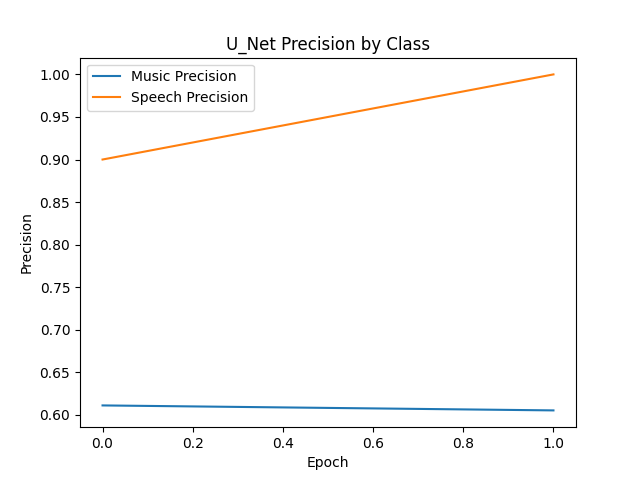 U_Net Precision by Class
Music Precision
Speech Precision
1.00
0.95
0.90
0.85
0.80
0.75
0.70
0.65
0.60
Precision
0.0 0.2 0.4 0.6 0.8 1.0
Epoch